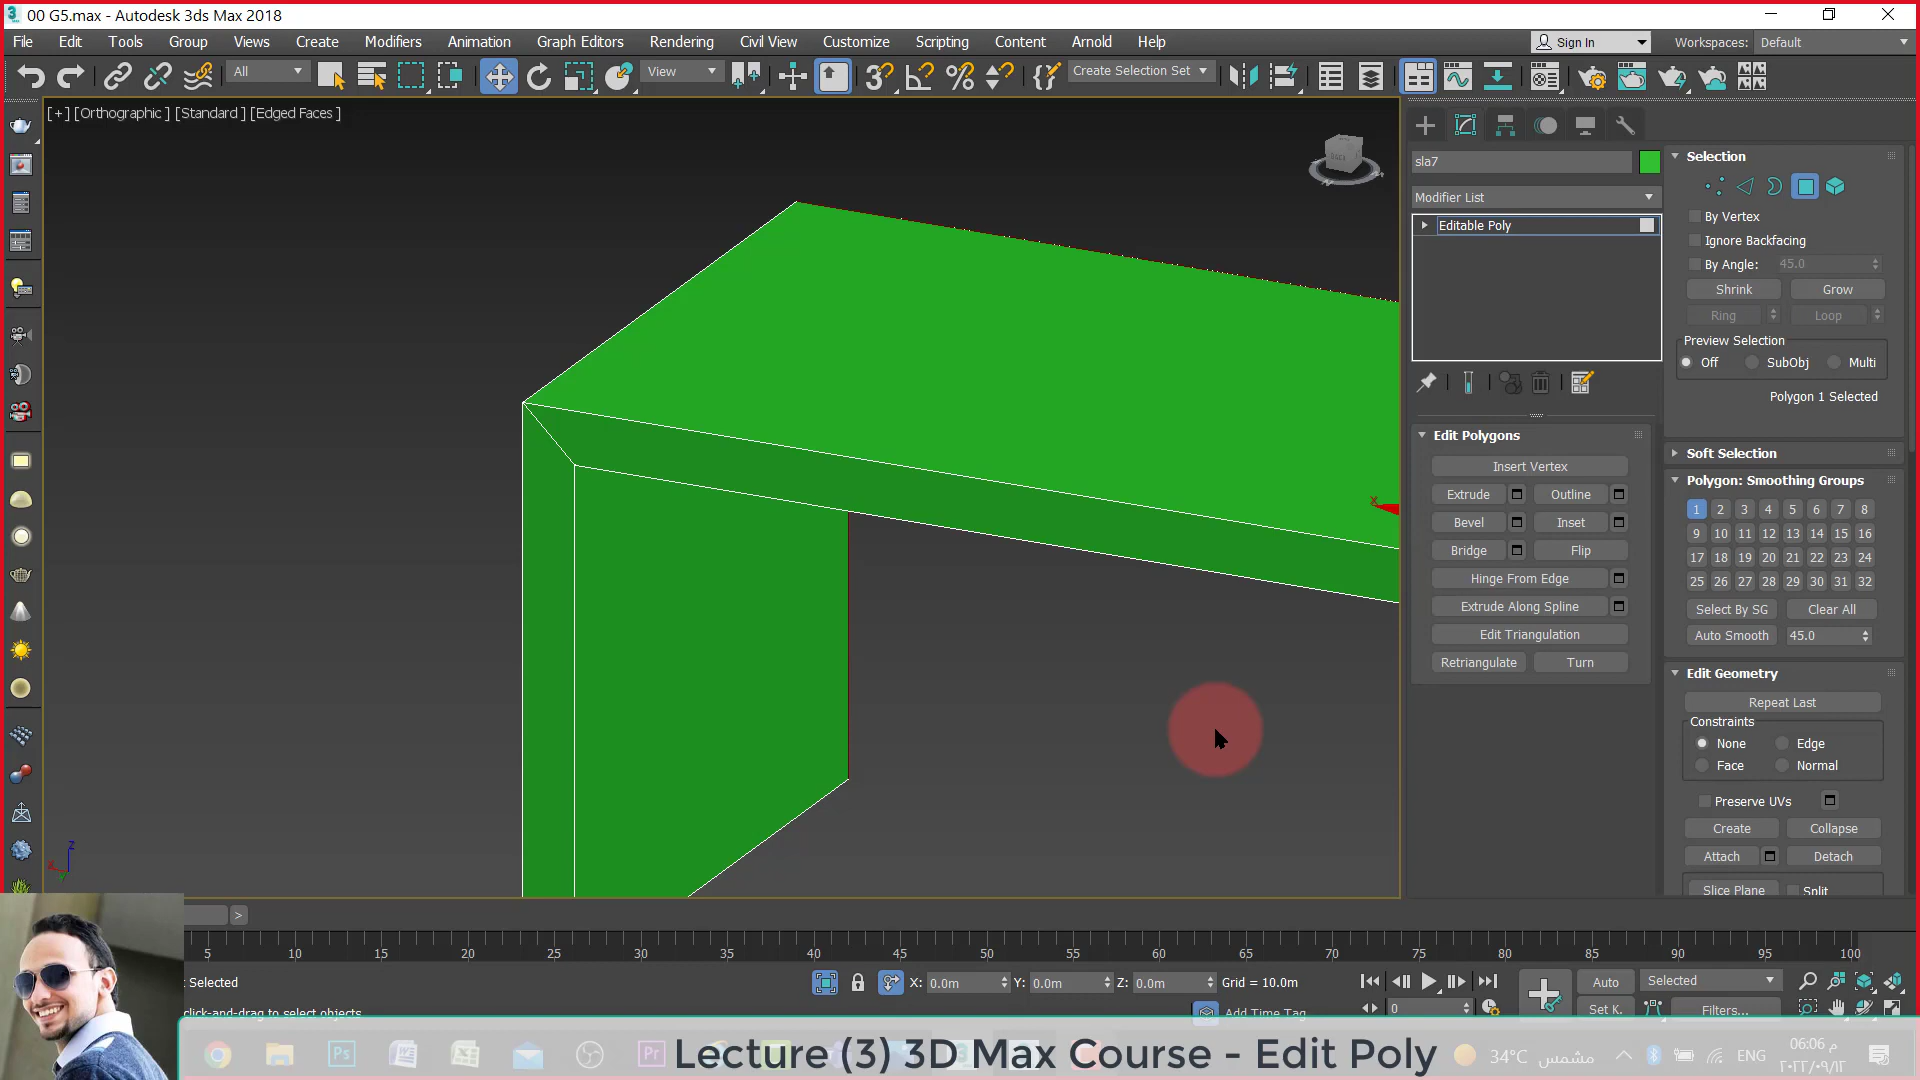 00 G5.max - Autodesk 3ds Max 2018
File Edit Tools Group Views Create Modifiers Animation Graph Editors Rendering Civil View Customize Scripting Content Arnold Help
Sign In
Workspaces: Default
All
View
Create Selection Set
[+] [Orthographic ] [Standard ] [Edged Faces ]
sla7
Modifier List
Editable Poly
Edit Polygons
Insert Vertex
Extrude Outline
Bevel Inset
Bridge Flip
Hinge From Edge
Extrude Along Spline
Edit Triangulation
Retriangulate Turn
Selection
By Vertex
Ignore Backfacing
By Angle: 45.0
Shrink Grow
Ring Loop
Preview Selection
Off SubObj Multi
Polygon 1 Selected
Soft Selection
Polygon: Smoothing Groups
1 2 3 4 5 6 7 8
9 10 11 12 13 14 15 16
17 18 19 20 21 22 23 24
25 26 27 28 29 30 31 32
Select By SG Clear All
Auto Smooth 45.0
Edit Geometry
Repeat Last
Constraints
None Edge
Face Normal
Preserve UVs
Create Collapse
Attach Detach
Slice Plane Split
x
z
x
y
>
5 10 15 20 25 30 35 40 45 50 55 60 65 70 75 80 85 90 95 100
Selected
X: 0.0m Y: 0.0m Z: 0.0m Grid = 10.0m
Auto
Selected
click-and-drag to select objects
Add Time Tag
0
Set K.
Filters...
Lecture (3) 3D Max Course - Edit Poly
34°C مشمس
ENG
06:06 م
٢٠٢٢/٠٩/١٢